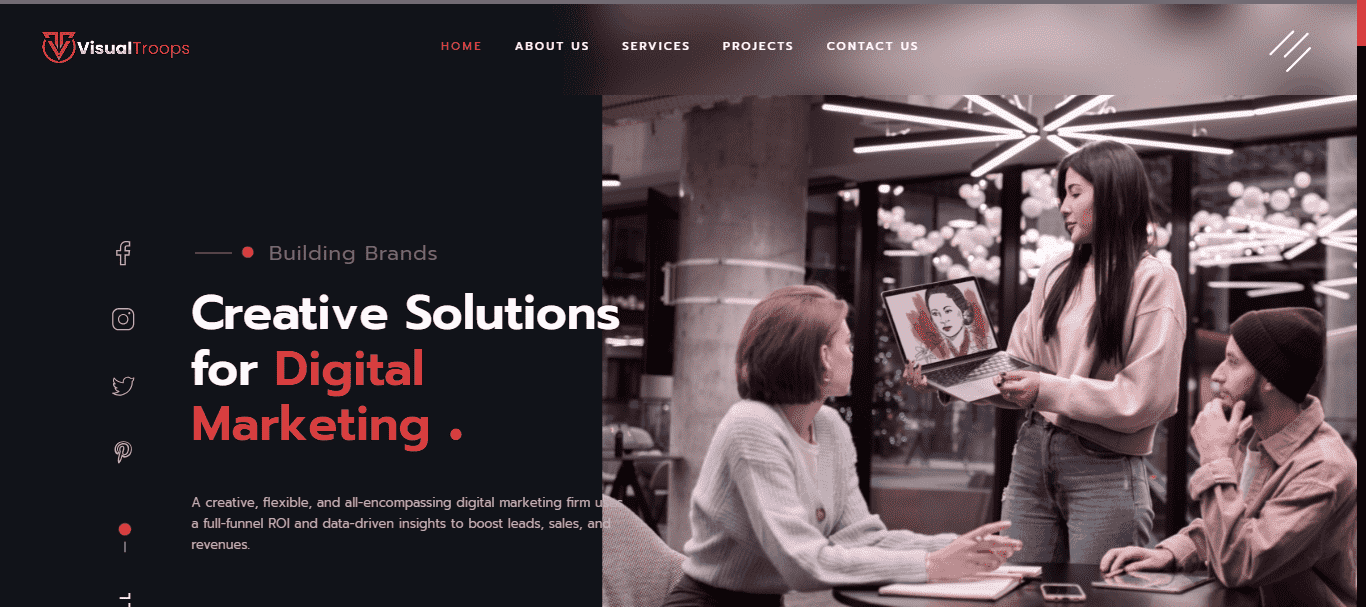 VisualTroops
HOME ABOUT US SERVICES PROJECTS CONTACT US
Building Brands
Creative Solutions
for Digital
Marketing .
A creative, flexible, and all-encompassing digital marketing firm uses
a full-funnel ROI and data-driven insights to boost leads, sales, and
revenues.